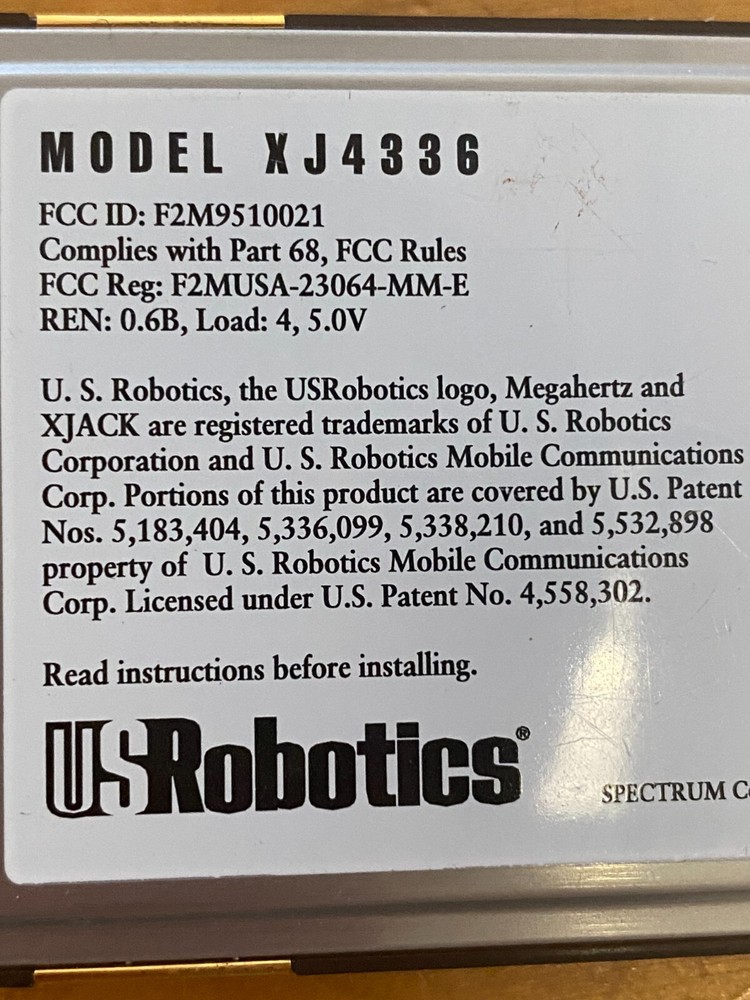 MODEL XJ4336
FCC ID: F2M9510021
Complies with Part 68, FCC Rules
FCC Reg: F2MUSA-23064-MM-E
REN: 0.6B, Load: 4, 5.0V
U. S. Robotics, the USRobotics logo, Megahertz and
XJACK are registered trademarks of U. S. Robotics
Corporation and U. S. Robotics Mobile Communications
Corp. Portions of this product are covered by U.S. Patent
Nos. 5,183,404, 5,336,099, 5,338,210, and 5,532,898
property of U. S. Robotics Mobile Communications
Corp. Licensed under U.S. Patent No. 4,558,302.
Read instructions before installing.
USRobotics®
SPECTRUM